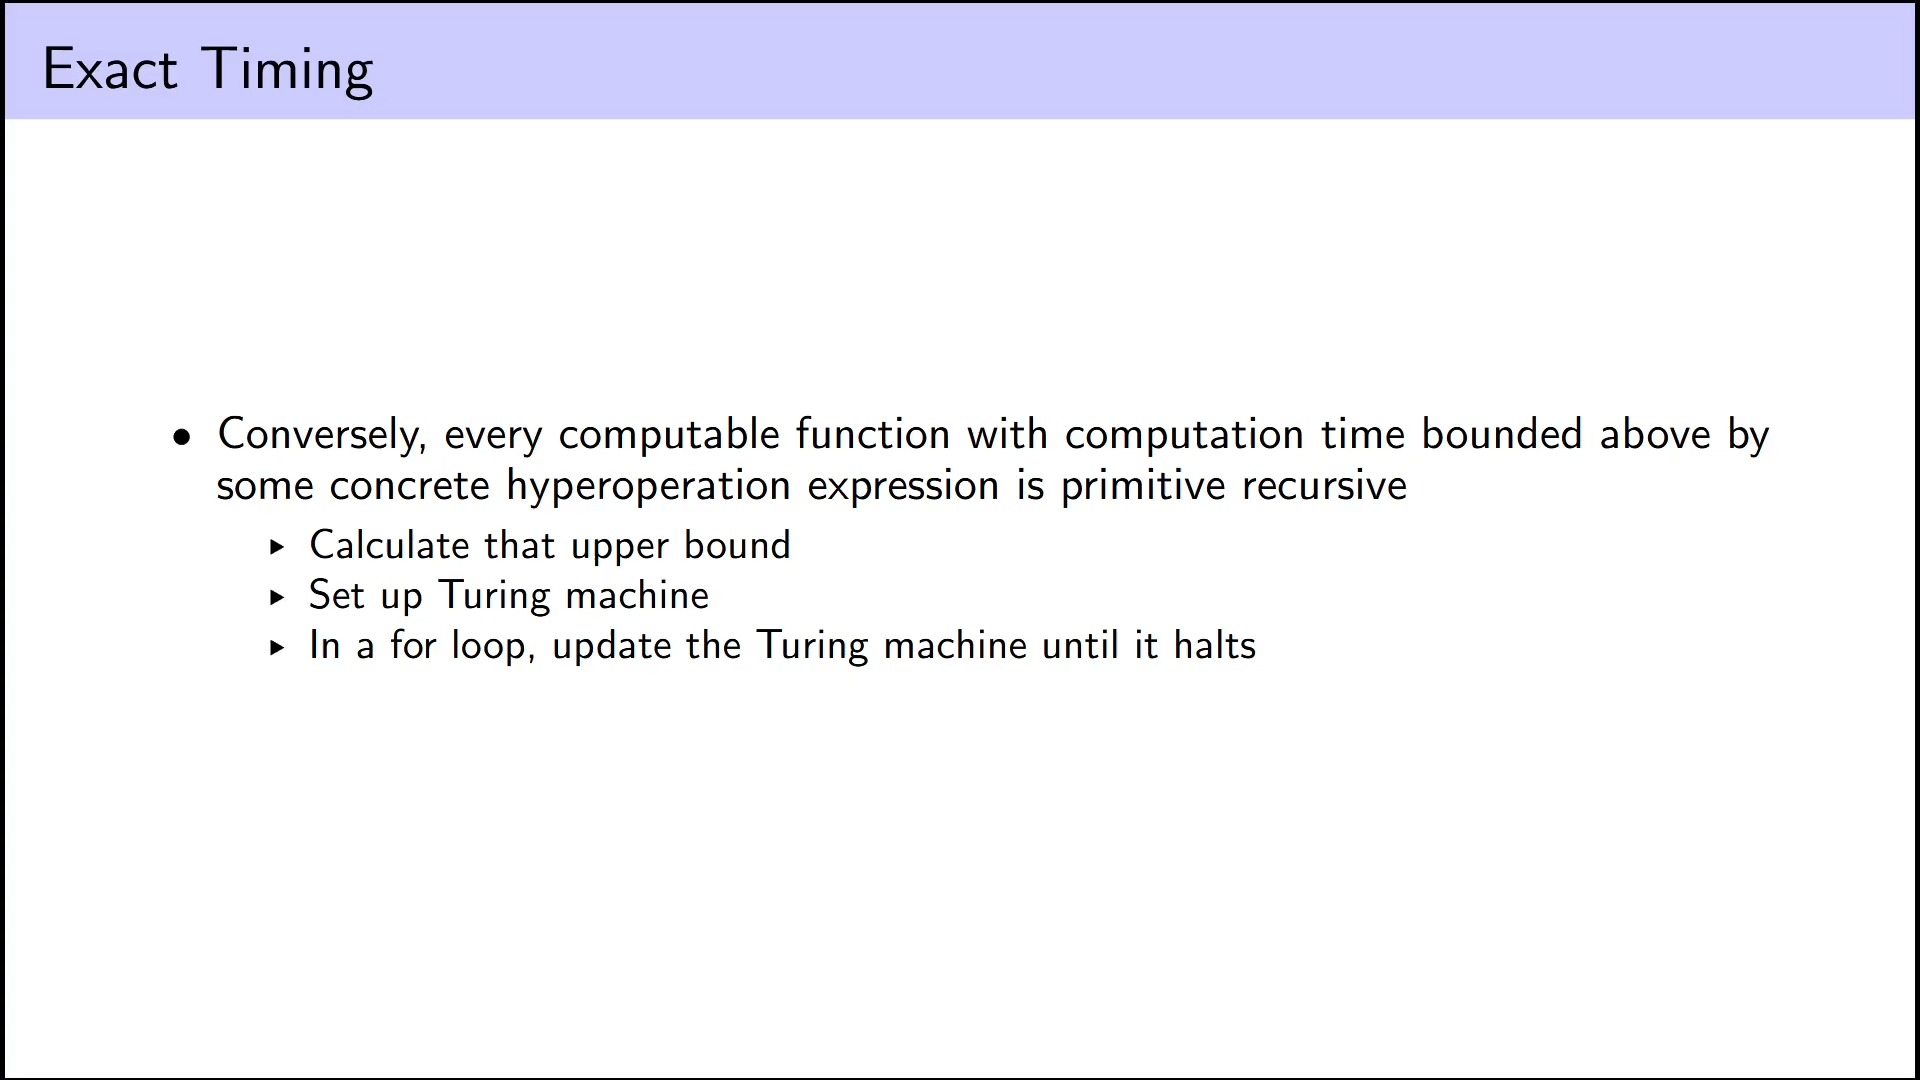 Exact Timing
• Conversely, every computable function with computation time bounded above by
some concrete hyperoperation expression is primitive recursive
▸ Calculate that upper bound
▸ Set up Turing machine
▸ In a for loop, update the Turing machine until it halts